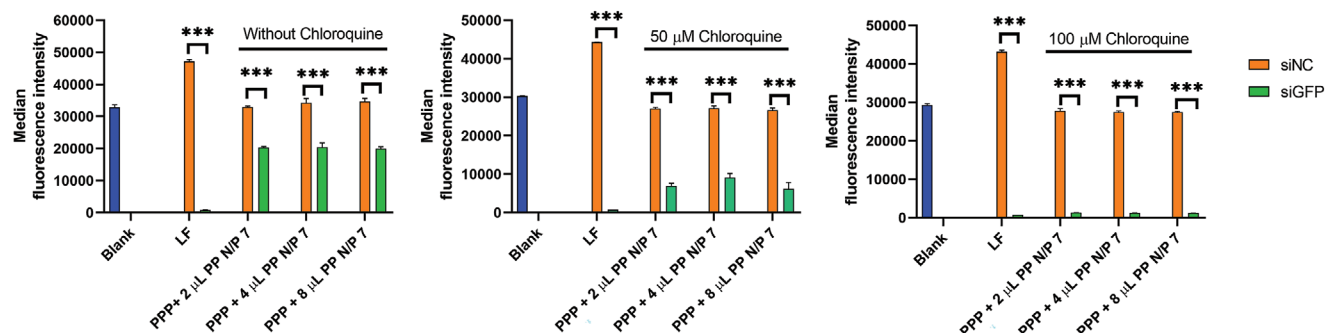 Median
fluorescence intensity
60000
50000
40000
30000
20000
10000
0
***
Without Chloroquine
***
***
***
Blank
LF
PPP+ 2 μL PP N/P 7
PPP + 4 μL PP N/P 7
PPP + 8 μL PP N/P 7
Median
fluorescence intensity
50000
40000
30000
20000
10000
0
***
50 μM Chloroquine
***
***
***
Blank
LF
PPP + 2 μL PP N/P 7
PPP + 4 μL PP N/P 7
PPP + 8 μL PP N/P 7
Median
fluorescence intensity
50000
40000
30000
20000
10000
0
***
100 μM Chloroquine
***
***
***
Blank
LF
PPP + 2 μL PP N/P 7
PPP + 4 μL PP N/P 7
PPP + 8 μL PP N/P 7
siNC
siGFP